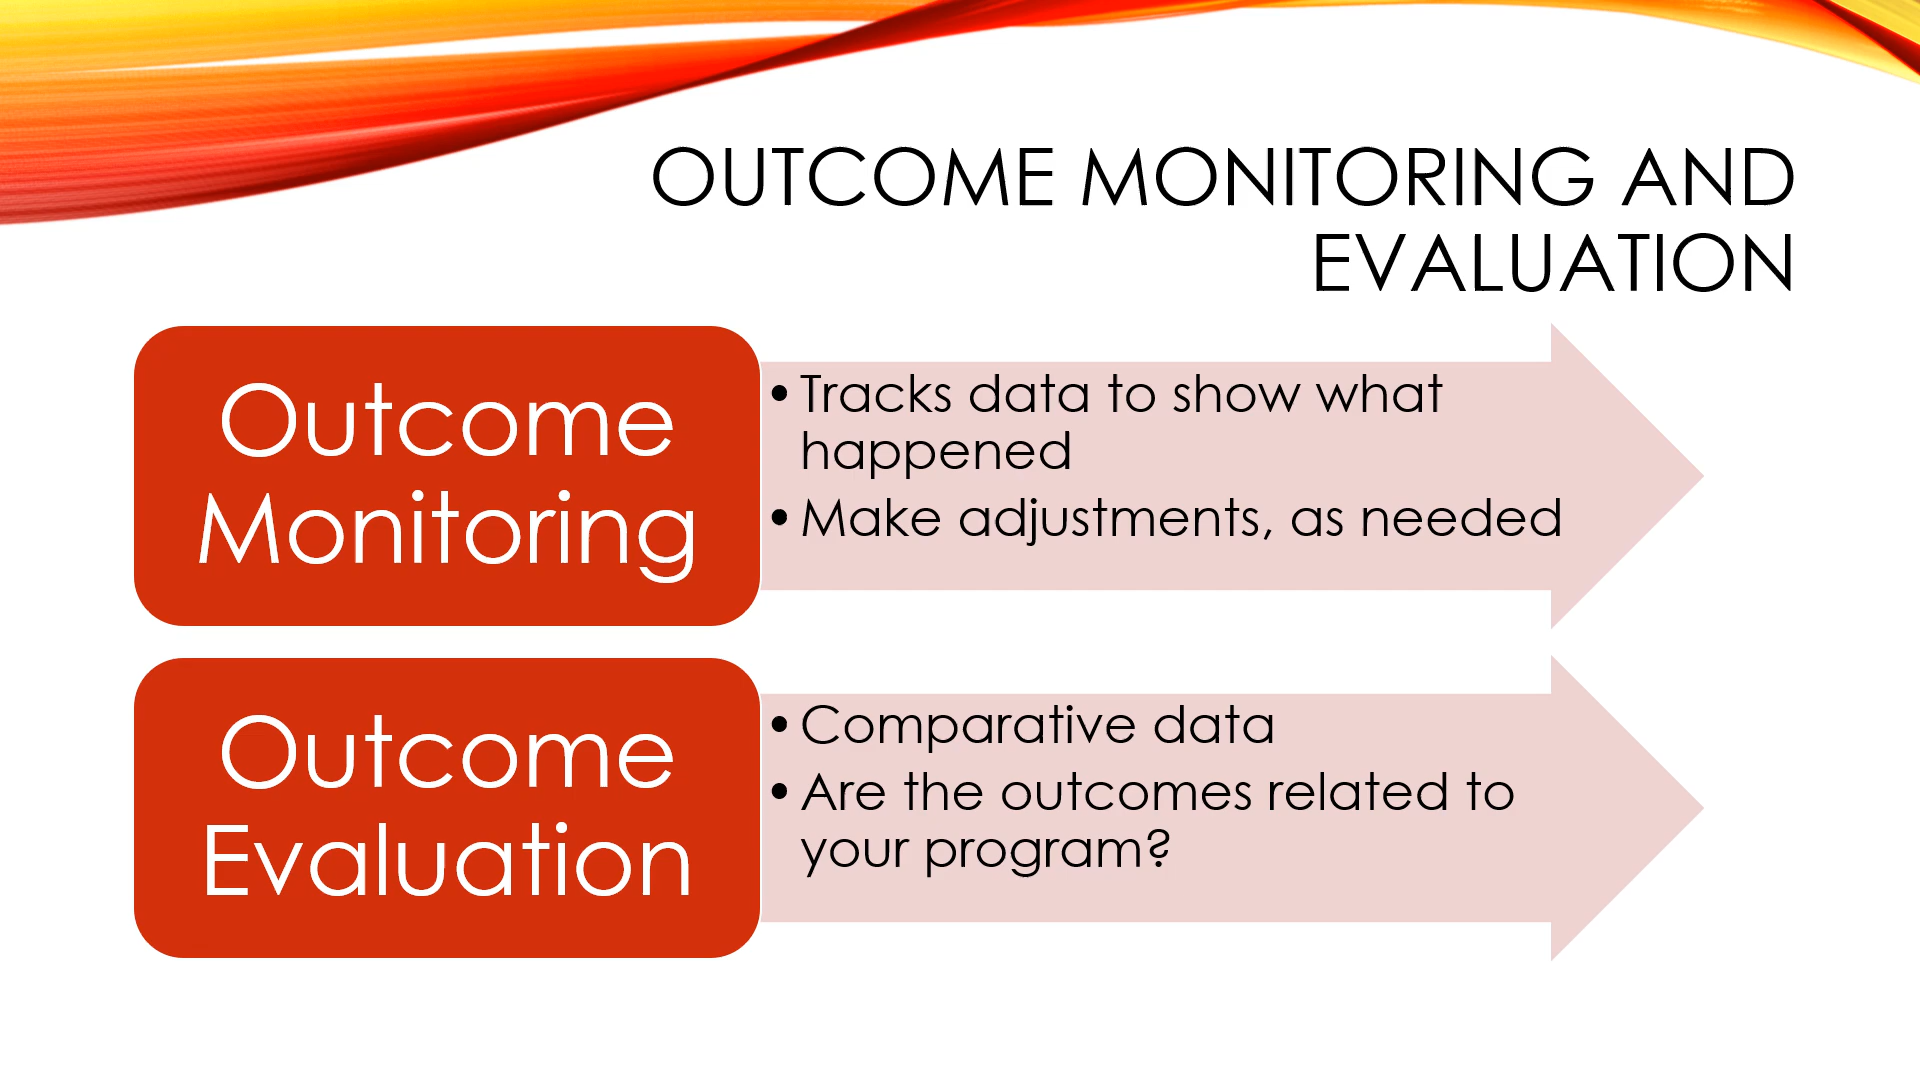 OUTCOME MONITORING AND
EVALUATION
Outcome
Monitoring
• Tracks data to show what
happened
• Make adjustments, as needed
Outcome
Evaluation
• Comparative data
• Are the outcomes related to
your program?